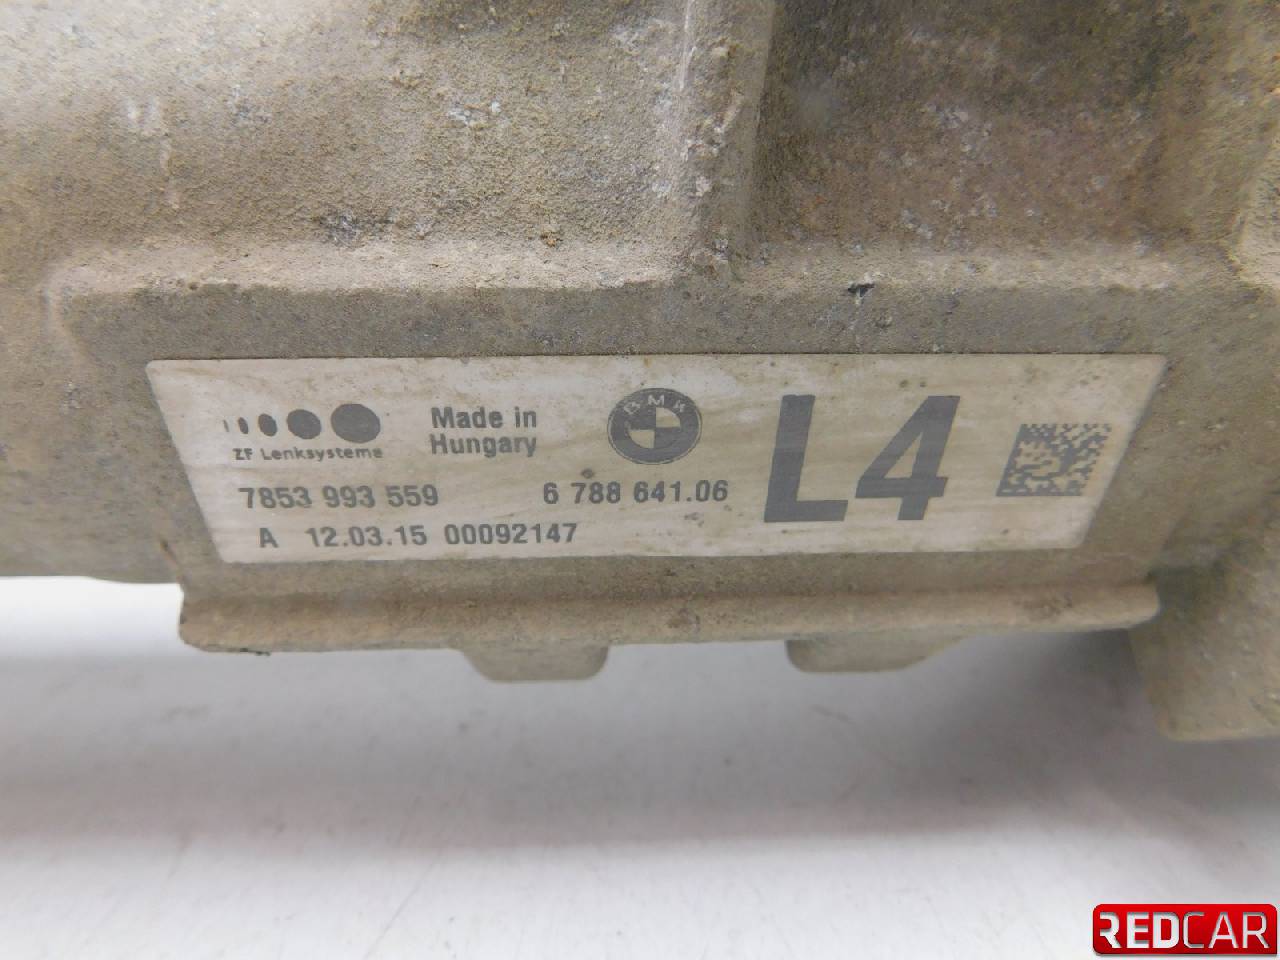 ZF Lenksysteme
Made in
Hungary
BMW
7853 993 559
6 788 641.06
A 12.03.15 00092147
L4
REDCAR